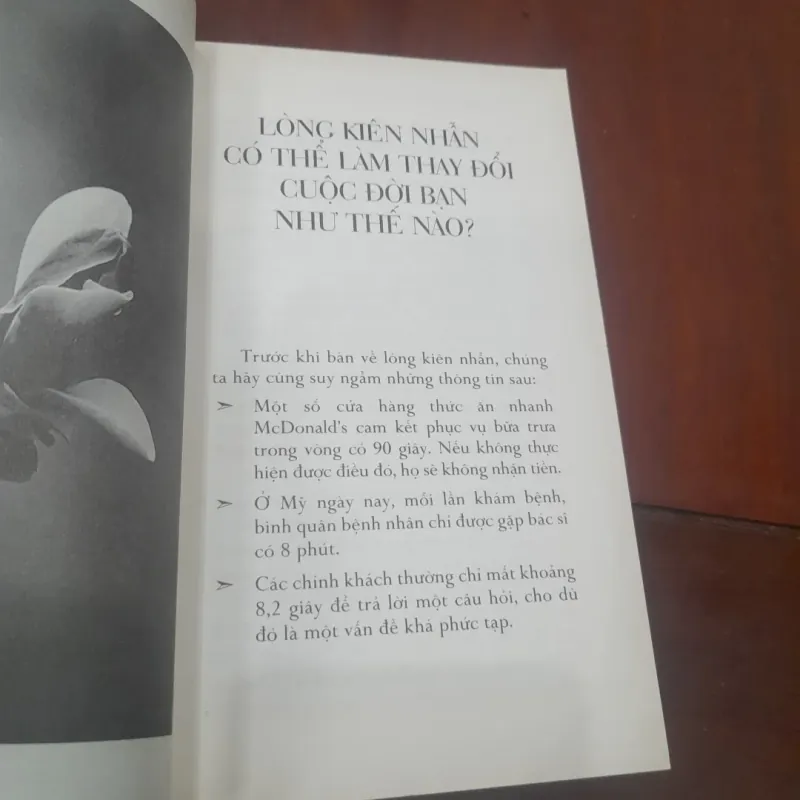 LÒNG KIÊN NHẪN
CÓ THỂ LÀM THAY ĐỔI
CUỘC ĐỜI BẠN
NHƯ THẾ NÀO?
Trước khi bàn về lòng kiên nhẫn, chúng
ta hãy cùng suy ngẫm những thông tin sau:
➣ Một số cửa hàng thức ăn nhanh
McDonald's cam kết phục vụ bữa trưa
trong vòng có 90 giây. Nếu không thực
hiện được điều đó, họ sẽ không nhận tiền.
➣ Ở Mỹ ngày nay, mỗi lần khám bệnh,
bình quân bệnh nhân chỉ được gặp bác sĩ
có 8 phút.
➣ Các chính khách thường chỉ mất khoảng
8,2 giây để trả lời một câu hỏi, cho dù
đó là một vấn đề khá phức tạp.